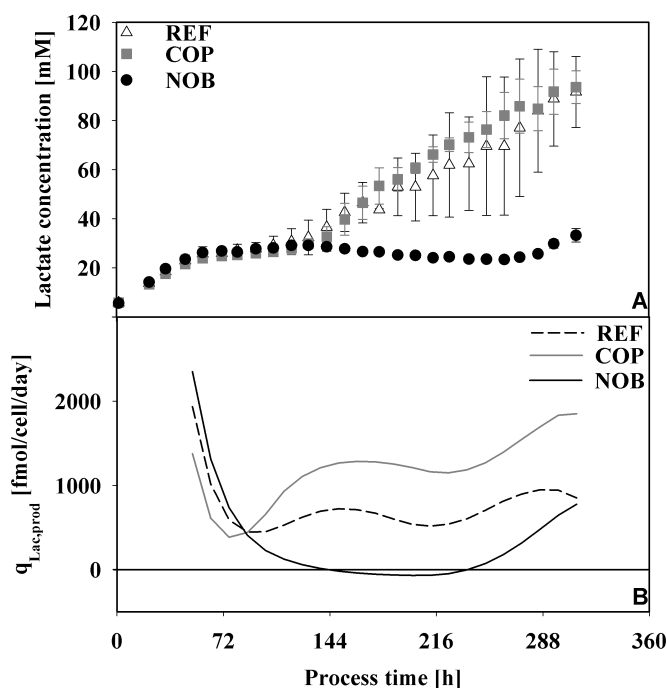 120
100
80
60
40
20
Lactate concentration [mM]
REF
COP
NOB
A
2000
1000
0
qLac,prod [fmol/cell/day]
REF
COP
NOB
B
0 72 144 216 288 360
Process time [h]